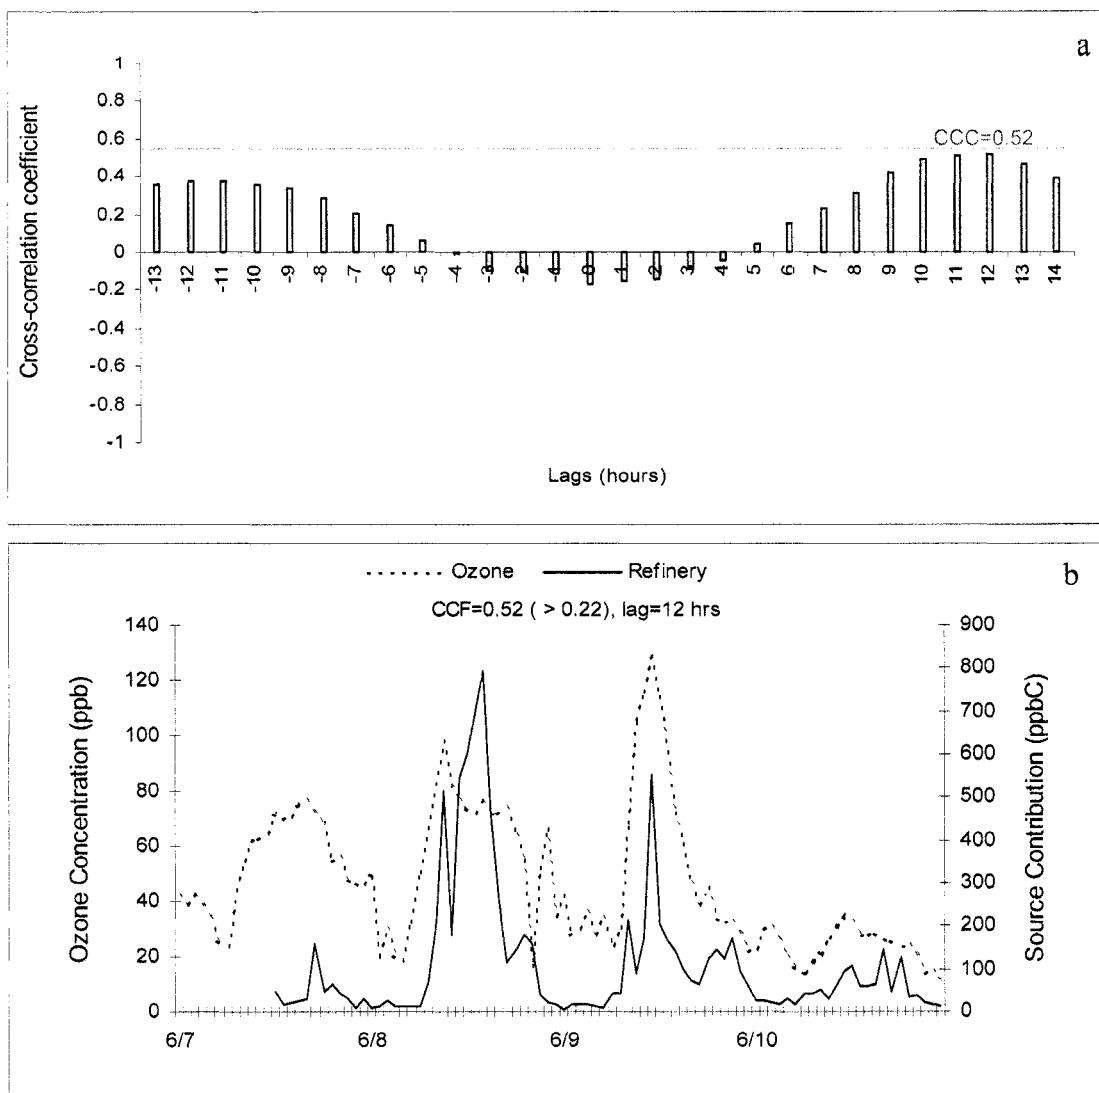 a
Cross-correlation coefficient
1
0.8
0.6
0.4
0.2
0
-0.2
-0.4
-0.6
-0.8
-1
CCC=0.52
-13 -12 -11 -10 -9 -8 -7 -6 -5 -4 -3 -2 -1 0 1 2 3 4 5 6 7 8 9 10 11 12 13 14
Lags (hours)
b
Ozone Refinery
CCF=0.52 ( > 0.22), lag=12 hrs
Ozone Concentration (ppb)
140
120
100
80
60
40
20
0
900
800
700
600
500
400
300
200
100
0
Source Contribution (ppbC)
6/7 6/8 6/9 6/10